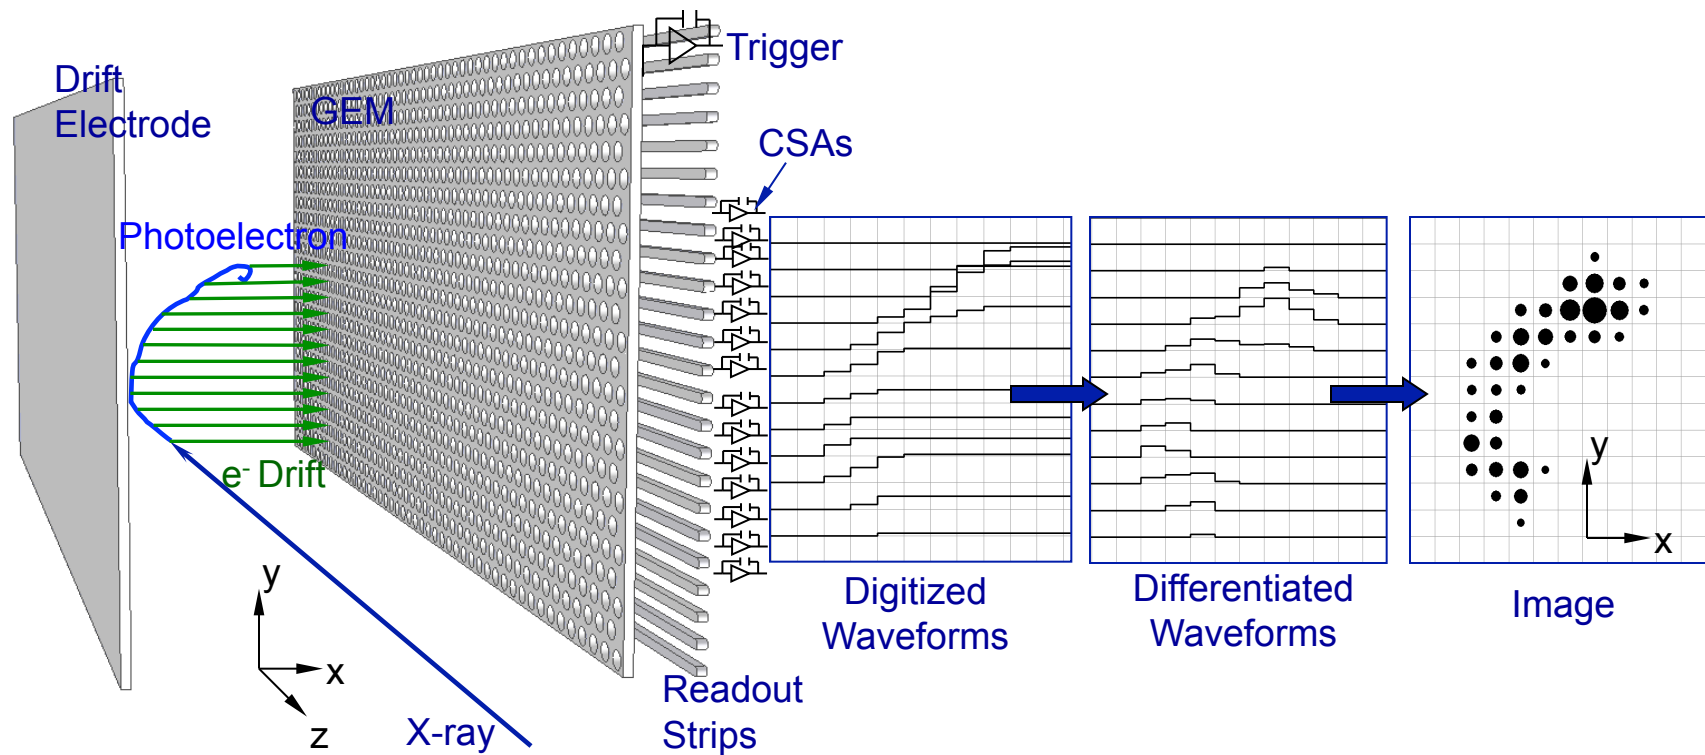 Drift
Electrode
GEM
Trigger
CSAs
Photoelectron
e- Drift
y
x
z
X-ray
Readout
Strips
Digitized
Waveforms
Differentiated
Waveforms
y
x
Image